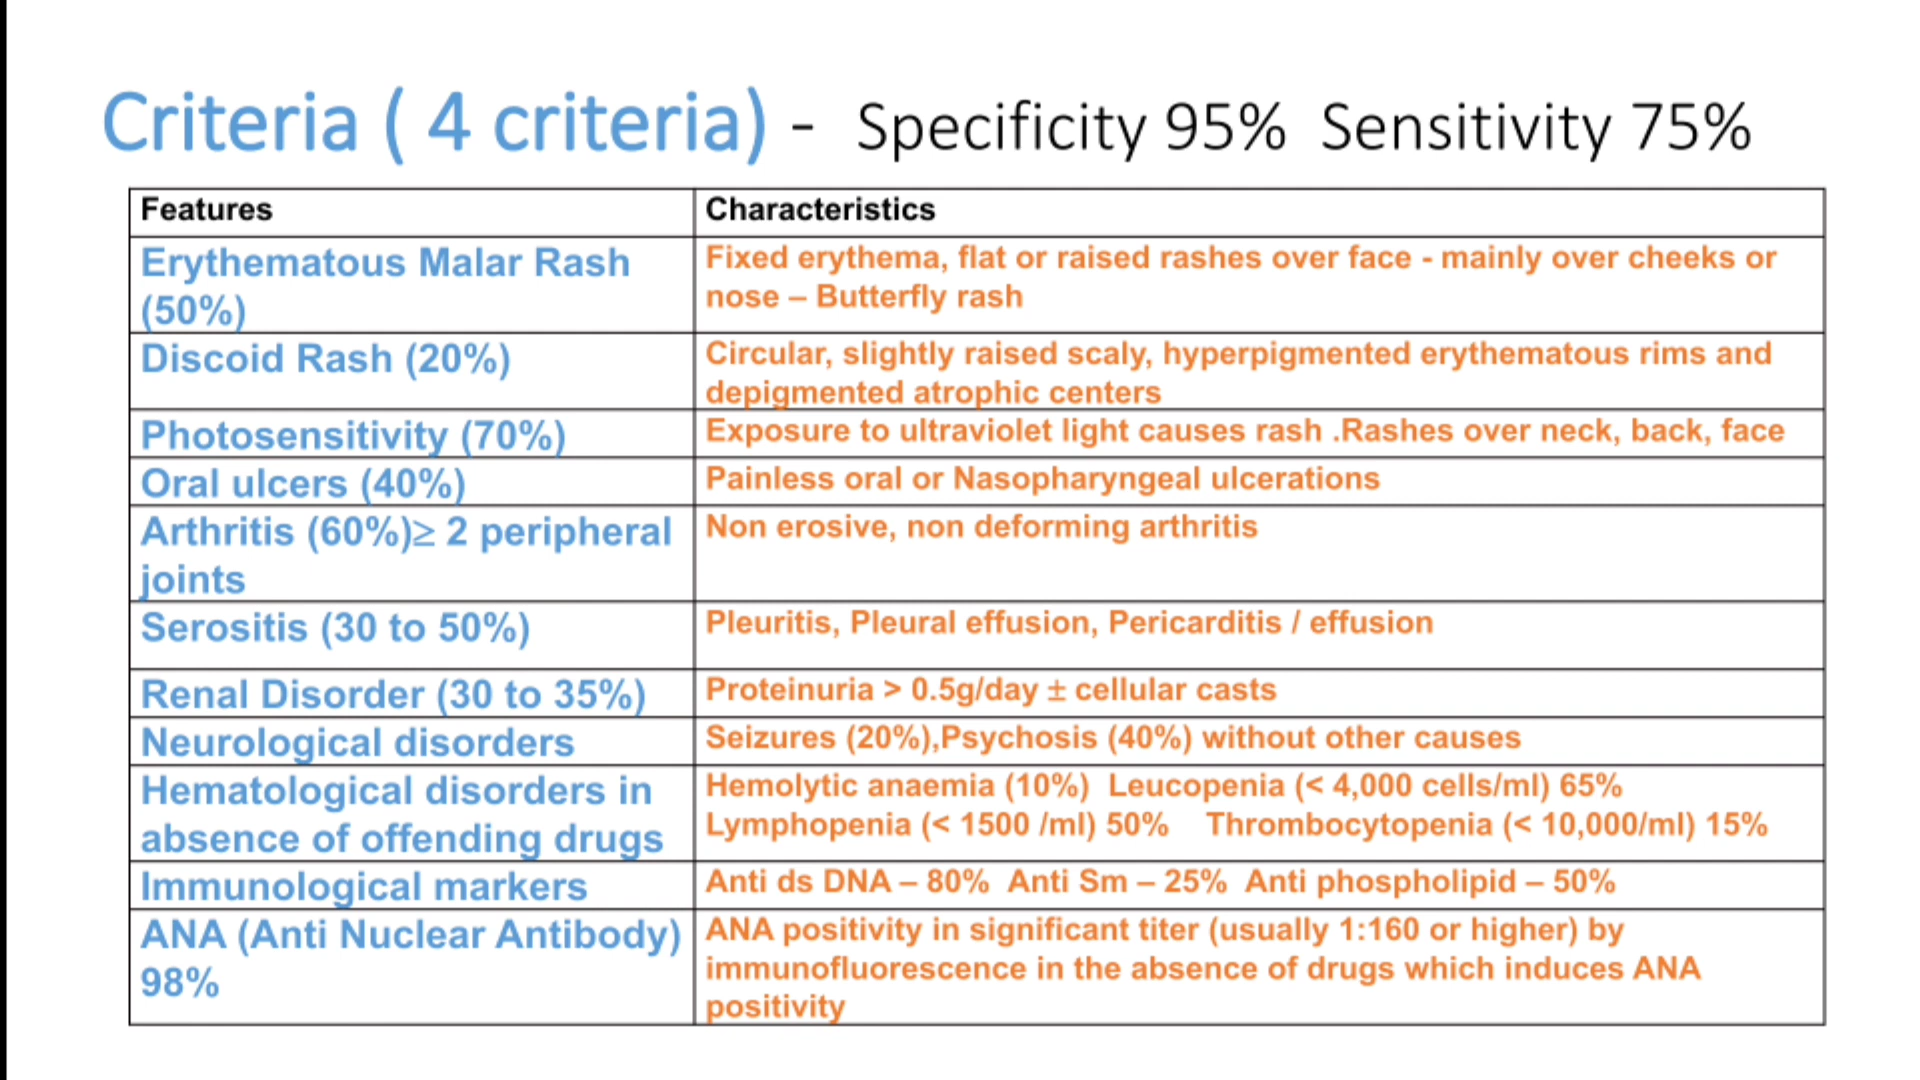 Criteria ( 4 criteria) - Specificity 95% Sensitivity 75%
Features
Characteristics
Erythematous Malar Rash
(50%)
Fixed erythema, flat or raised rashes over face - mainly over cheeks or
nose – Butterfly rash
Discoid Rash (20%)
Circular, slightly raised scaly, hyperpigmented erythematous rims and
depigmented atrophic centers
Photosensitivity (70%)
Exposure to ultraviolet light causes rash .Rashes over neck, back, face
Oral ulcers (40%)
Painless oral or Nasopharyngeal ulcerations
Arthritis (60%)≥ 2 peripheral
joints
Non erosive, non deforming arthritis
Serositis (30 to 50%)
Pleuritis, Pleural effusion, Pericarditis / effusion
Renal Disorder (30 to 35%)
Proteinuria > 0.5g/day ± cellular casts
Neurological disorders
Seizures (20%),Psychosis (40%) without other causes
Hematological disorders in
absence of offending drugs
Hemolytic anaemia (10%) Leucopenia (< 4,000 cells/ml) 65%
Lymphopenia (< 1500 /ml) 50% Thrombocytopenia (< 10,000/ml) 15%
Immunological markers
Anti ds DNA – 80% Anti Sm – 25% Anti phospholipid – 50%
ANA (Anti Nuclear Antibody)
98%
ANA positivity in significant titer (usually 1:160 or higher) by
immunofluorescence in the absence of drugs which induces ANA
positivity